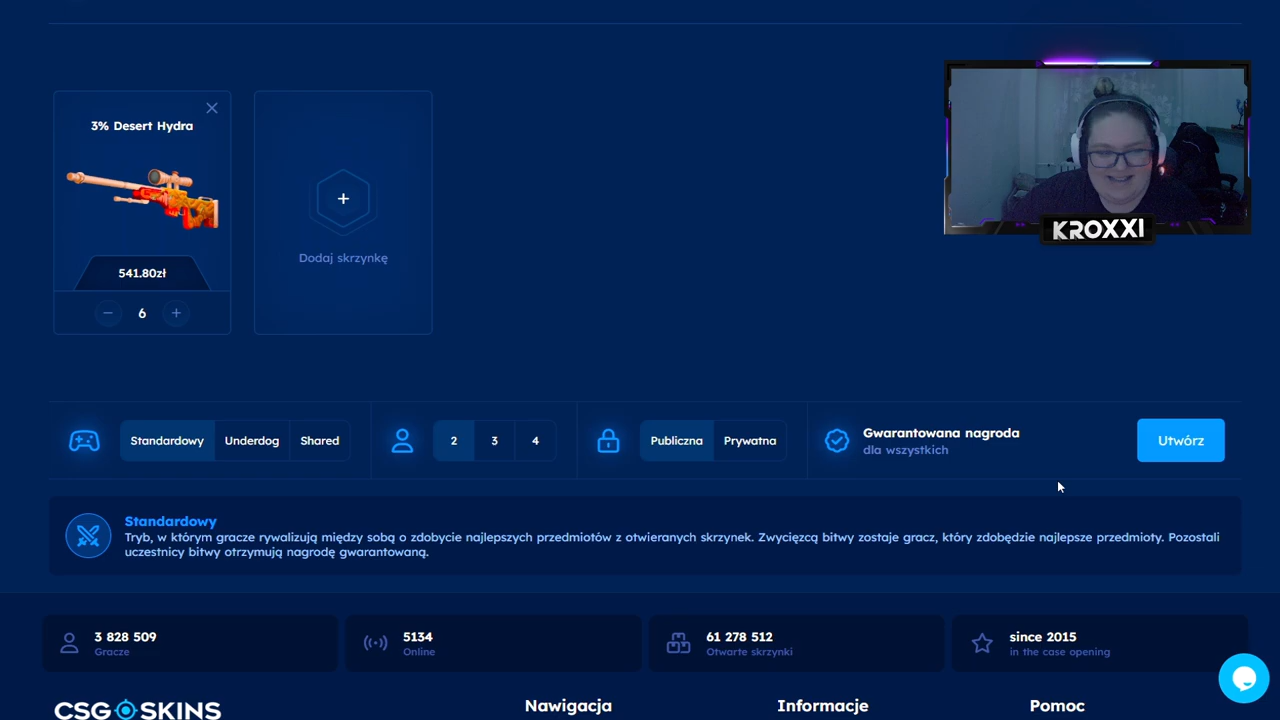 3% Desert Hydra
541.80zł
6
Dodaj skrzynkę
KROXXI
Standardowy
Underdog
Shared
2
3
4
Publiczna
Prywatna
Gwarantowana nagroda
dla wszystkich
Utwórz
Standardowy
Tryb, w którym gracze rywalizują między sobą o zdobycie najlepszych przedmiotów z otwieranych skrzynek. Zwycięzcą bitwy zostaje gracz, który zdobędzie najlepsze przedmioty. Pozostali
uczestnicy bitwy otrzymują nagrodę gwarantowaną.
3 828 509
Gracze
5134
Online
61 278 512
Otwarte skrzynki
since 2015
in the case opening
CSGO SKINS
Nawigacja
Informacje
Pomoc